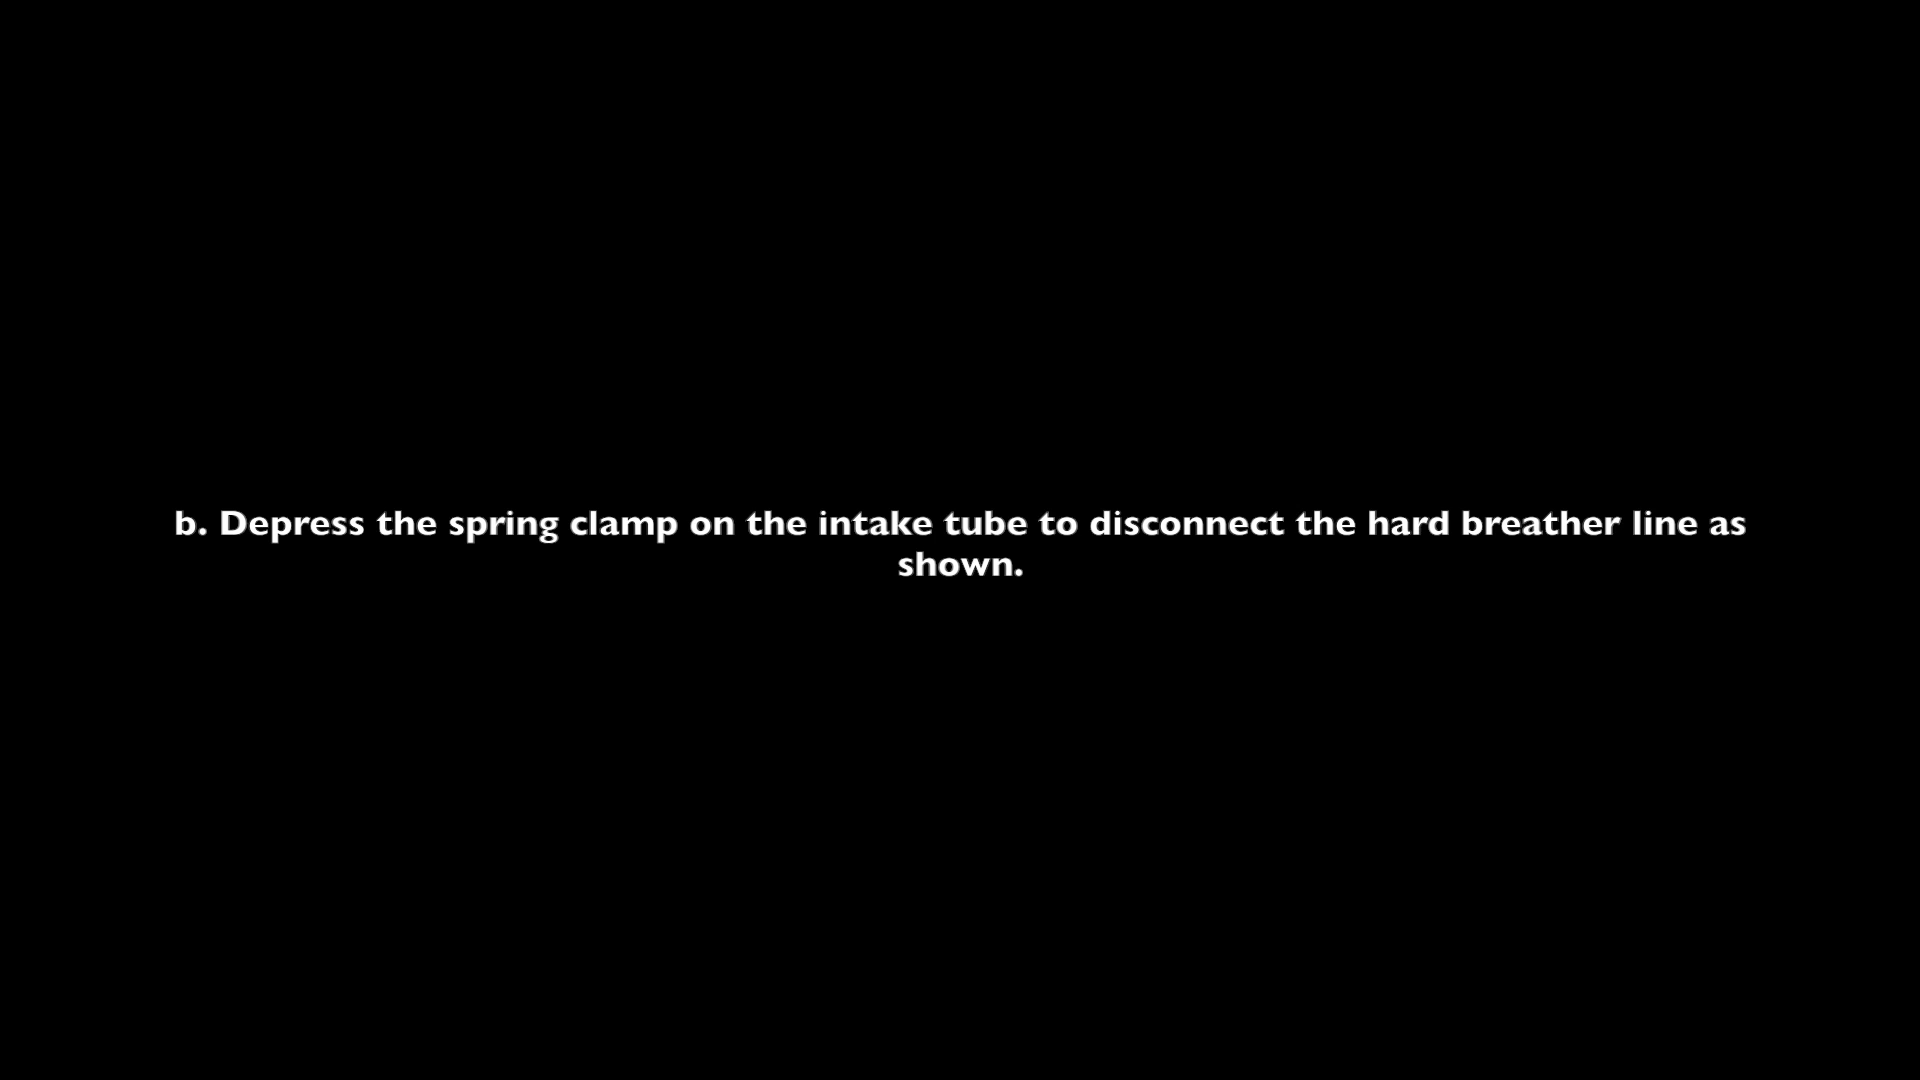 b. Depress the spring clamp on the intake tube to disconnect the hard breather line as
shown.